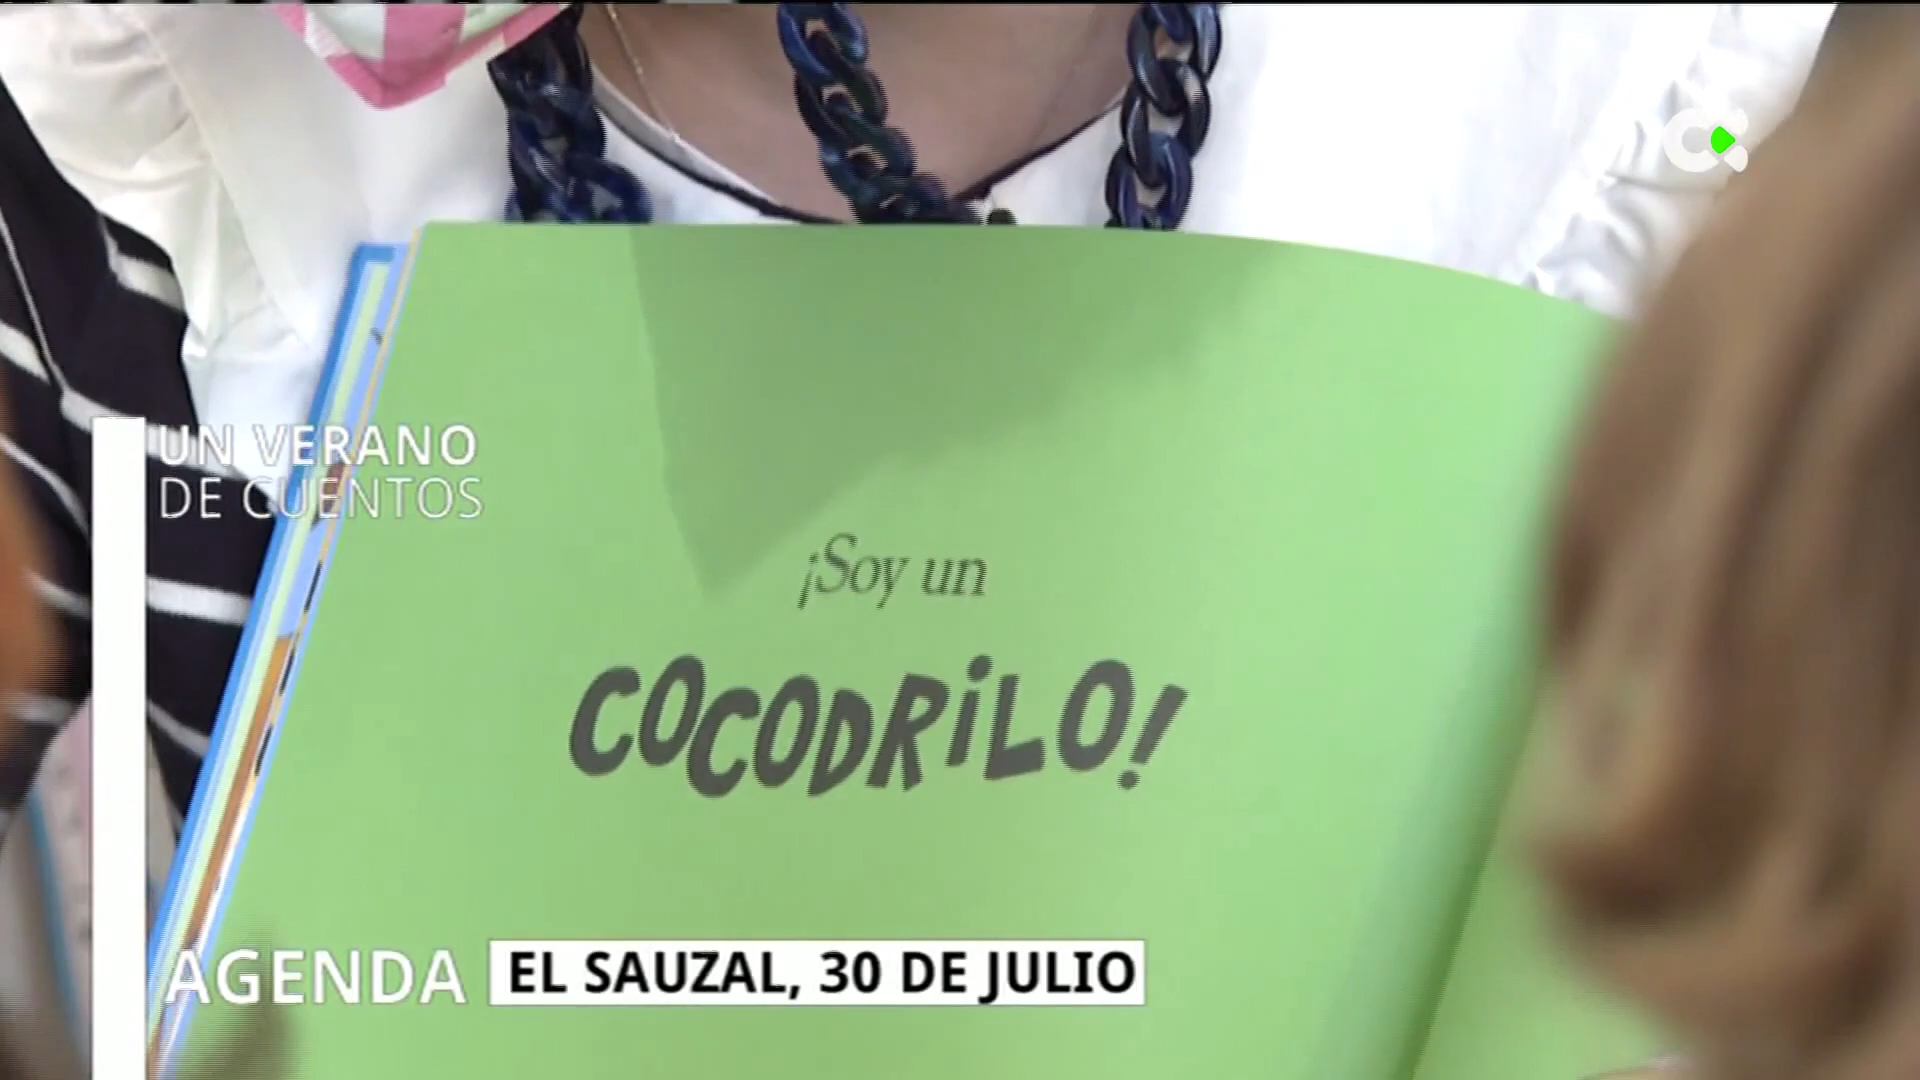 UN VERANO
DE CUENTOS
¡Soy un
COCODRiLO!
AGENDA EL SAUZAL, 30 DE JULIO